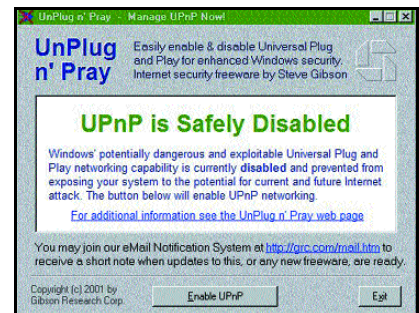 UnPlug n' Pray - Manage UPnP Now!
UnPlug
n' Pray
Easily enable & disable Universal Plug
and Play for enhanced Windows security.
Internet security freeware by Steve Gibson
UPnP is Safely Disabled
Windows' potentially dangerous and exploitable Universal Plug and
Play networking capability is currently disabled and prevented from
exposing your system to the potential for current and future Internet
attack. The button below will enable UPnP networking.
For additional information see the UnPlug n' Pray web page
You may join our eMail Notification System at http://grc.com/mail.htm to
receive a short note when updates to this, or any new freeware, are ready.
Copyright (c) 2001 by
Gibson Research Corp.
Enable UPnP
Exit